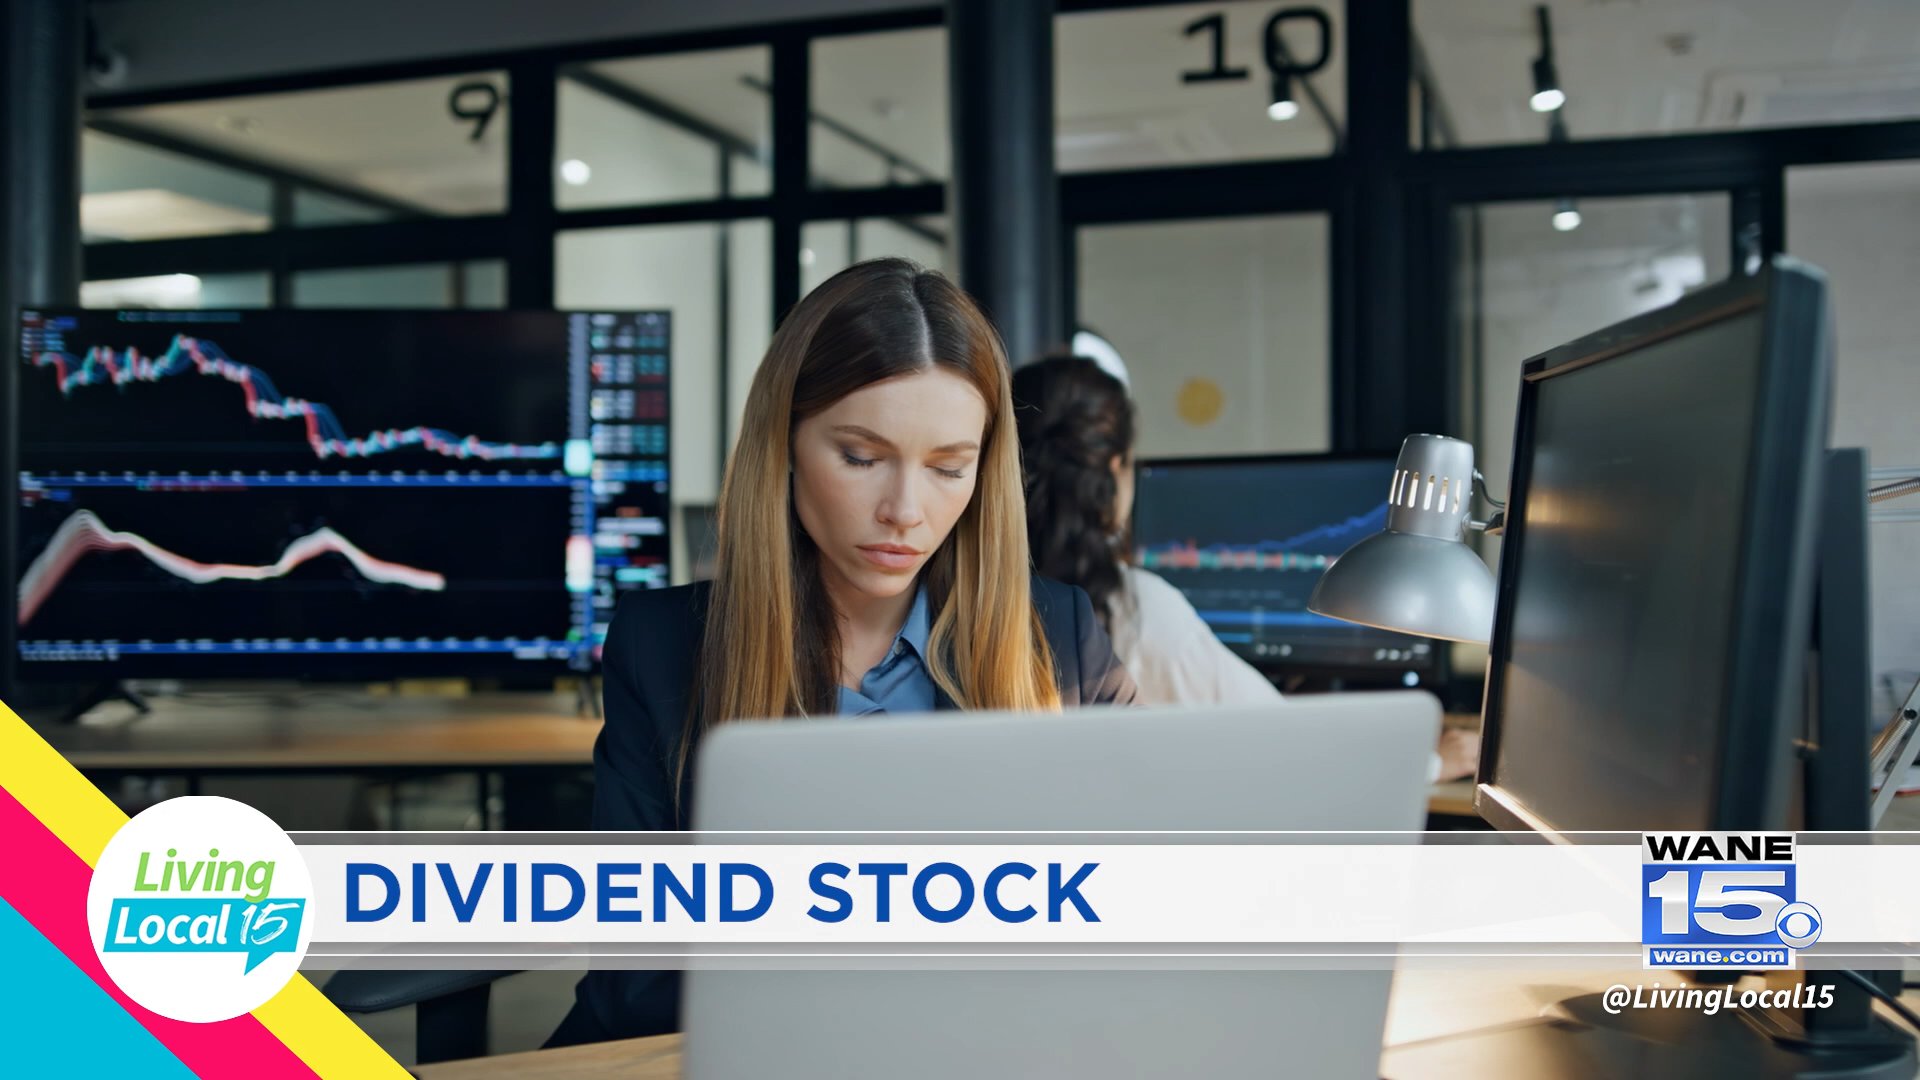 9
10
Living
Local 15
DIVIDEND STOCK
WANE
15
wane.com
@LivingLocal15